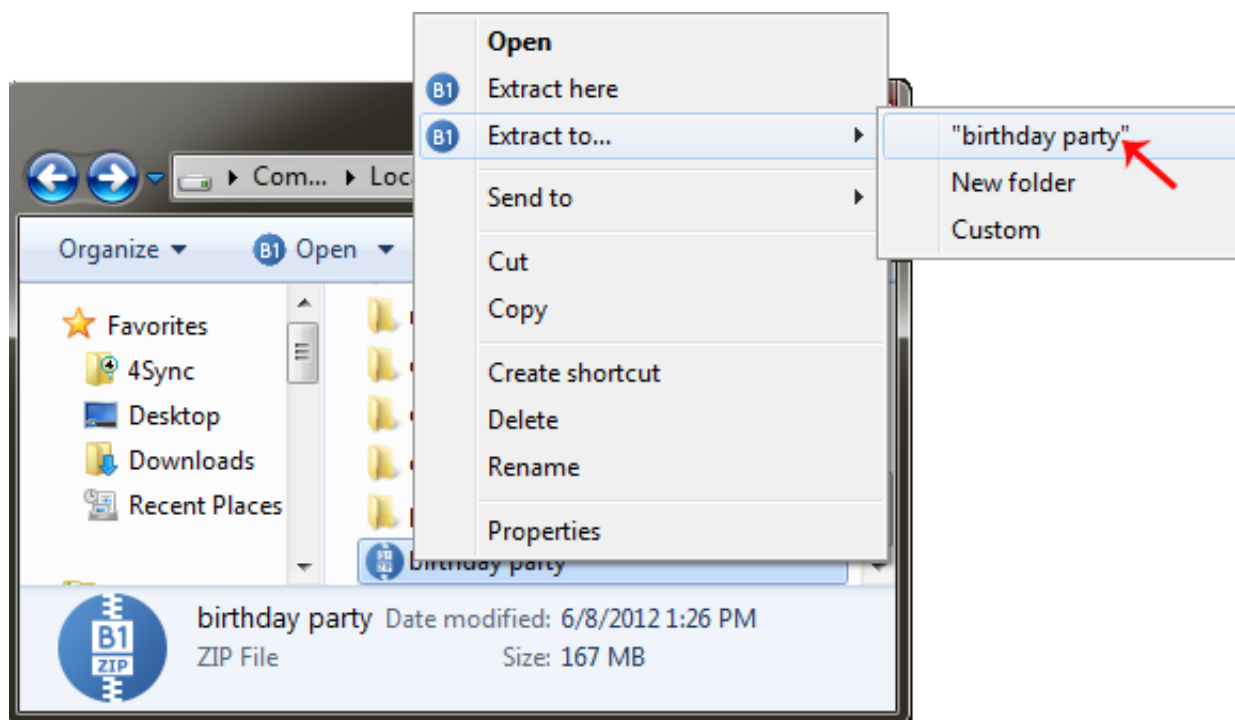 Open
B1 Extract here
B1 Extract to...
Send to
Cut
Copy
Create shortcut
Delete
Rename
Properties
"birthday party"
New folder
Custom
Com...
Organize
B1 Open
Favorites
4Sync
Desktop
Downloads
Recent Places
birthday party
birthday party Date modified: 6/8/2012 1:26 PM
B1 ZIP
ZIP File Size: 167 MB